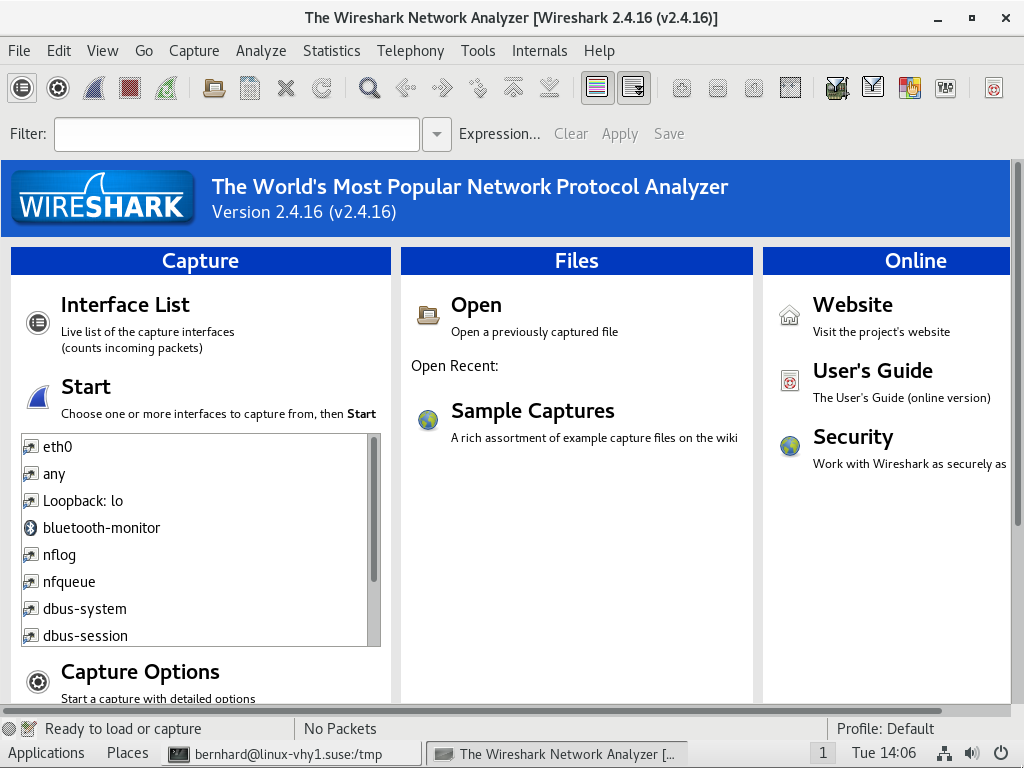 The Wireshark Network Analyzer [Wireshark 2.4.16 (v2.4.16)]
File Edit View Go Capture Analyze Statistics Telephony Tools Internals Help
Filter: Expression... Clear Apply Save
WIRESHARK
The World's Most Popular Network Protocol Analyzer
Version 2.4.16 (v2.4.16)
Capture
Interface List
Live list of the capture interfaces
(counts incoming packets)
Start
Choose one or more interfaces to capture from, then Start
eth0
any
Loopback: lo
bluetooth-monitor
nflog
nfqueue
dbus-system
dbus-session
Capture Options
Start a capture with detailed options
Files
Open
Open a previously captured file
Open Recent:
Sample Captures
A rich assortment of example capture files on the wiki
Online
Website
Visit the project's website
User's Guide
The User's Guide (online version)
Security
Work with Wireshark as securely as
Ready to load or capture No Packets Profile: Default
Applications Places bernhard@linux-vhy1.suse:/tmp The Wireshark Network Analyzer [... 1 Tue 14:06